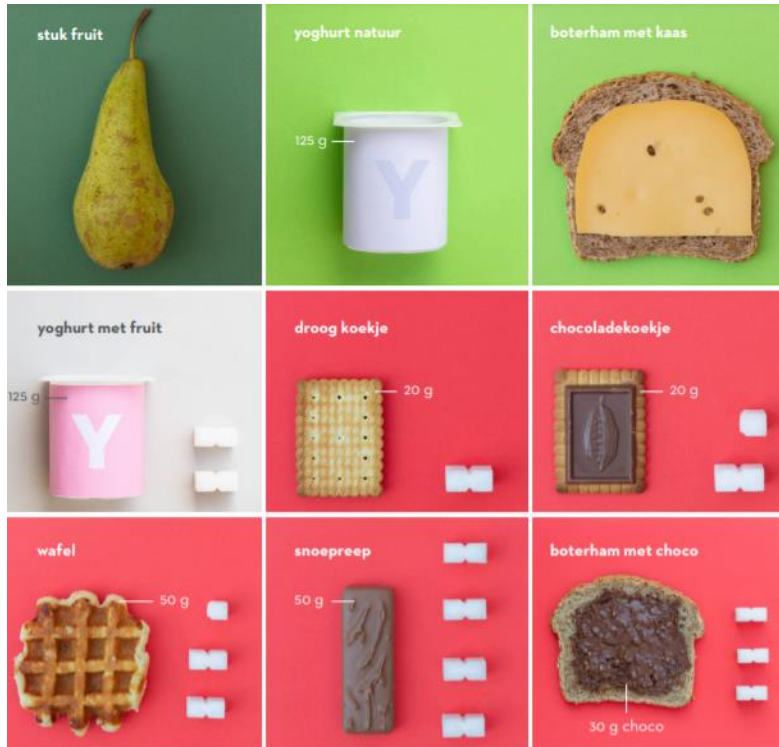 stuk fruit
yoghurt natuur
boterham met kaas
125 g
Y
yoghurt met fruit
droog koekje
chocoladekoekje
125 g
20 g
20 g
Y
wafel
snoepreep
boterham met choco
50 g
50 g
30 g choco